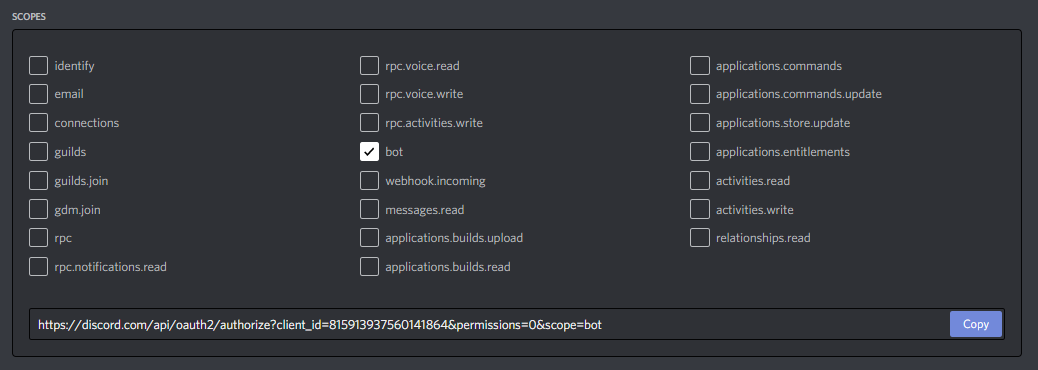 SCOPES
identify
email
connections
guilds
guilds.join
gdm.join
rpc
rpc.notifications.read
rpc.voice.read
rpc.voice.write
rpc.activities.write
bot
webhook.incoming
messages.read
applications.builds.upload
applications.builds.read
applications.commands
applications.commands.update
applications.store.update
applications.entitlements
activities.read
activities.write
relationships.read
https://discord.com/api/oauth2/authorize?client_id=815913937560141864&permissions=0&scope=bot
Copy